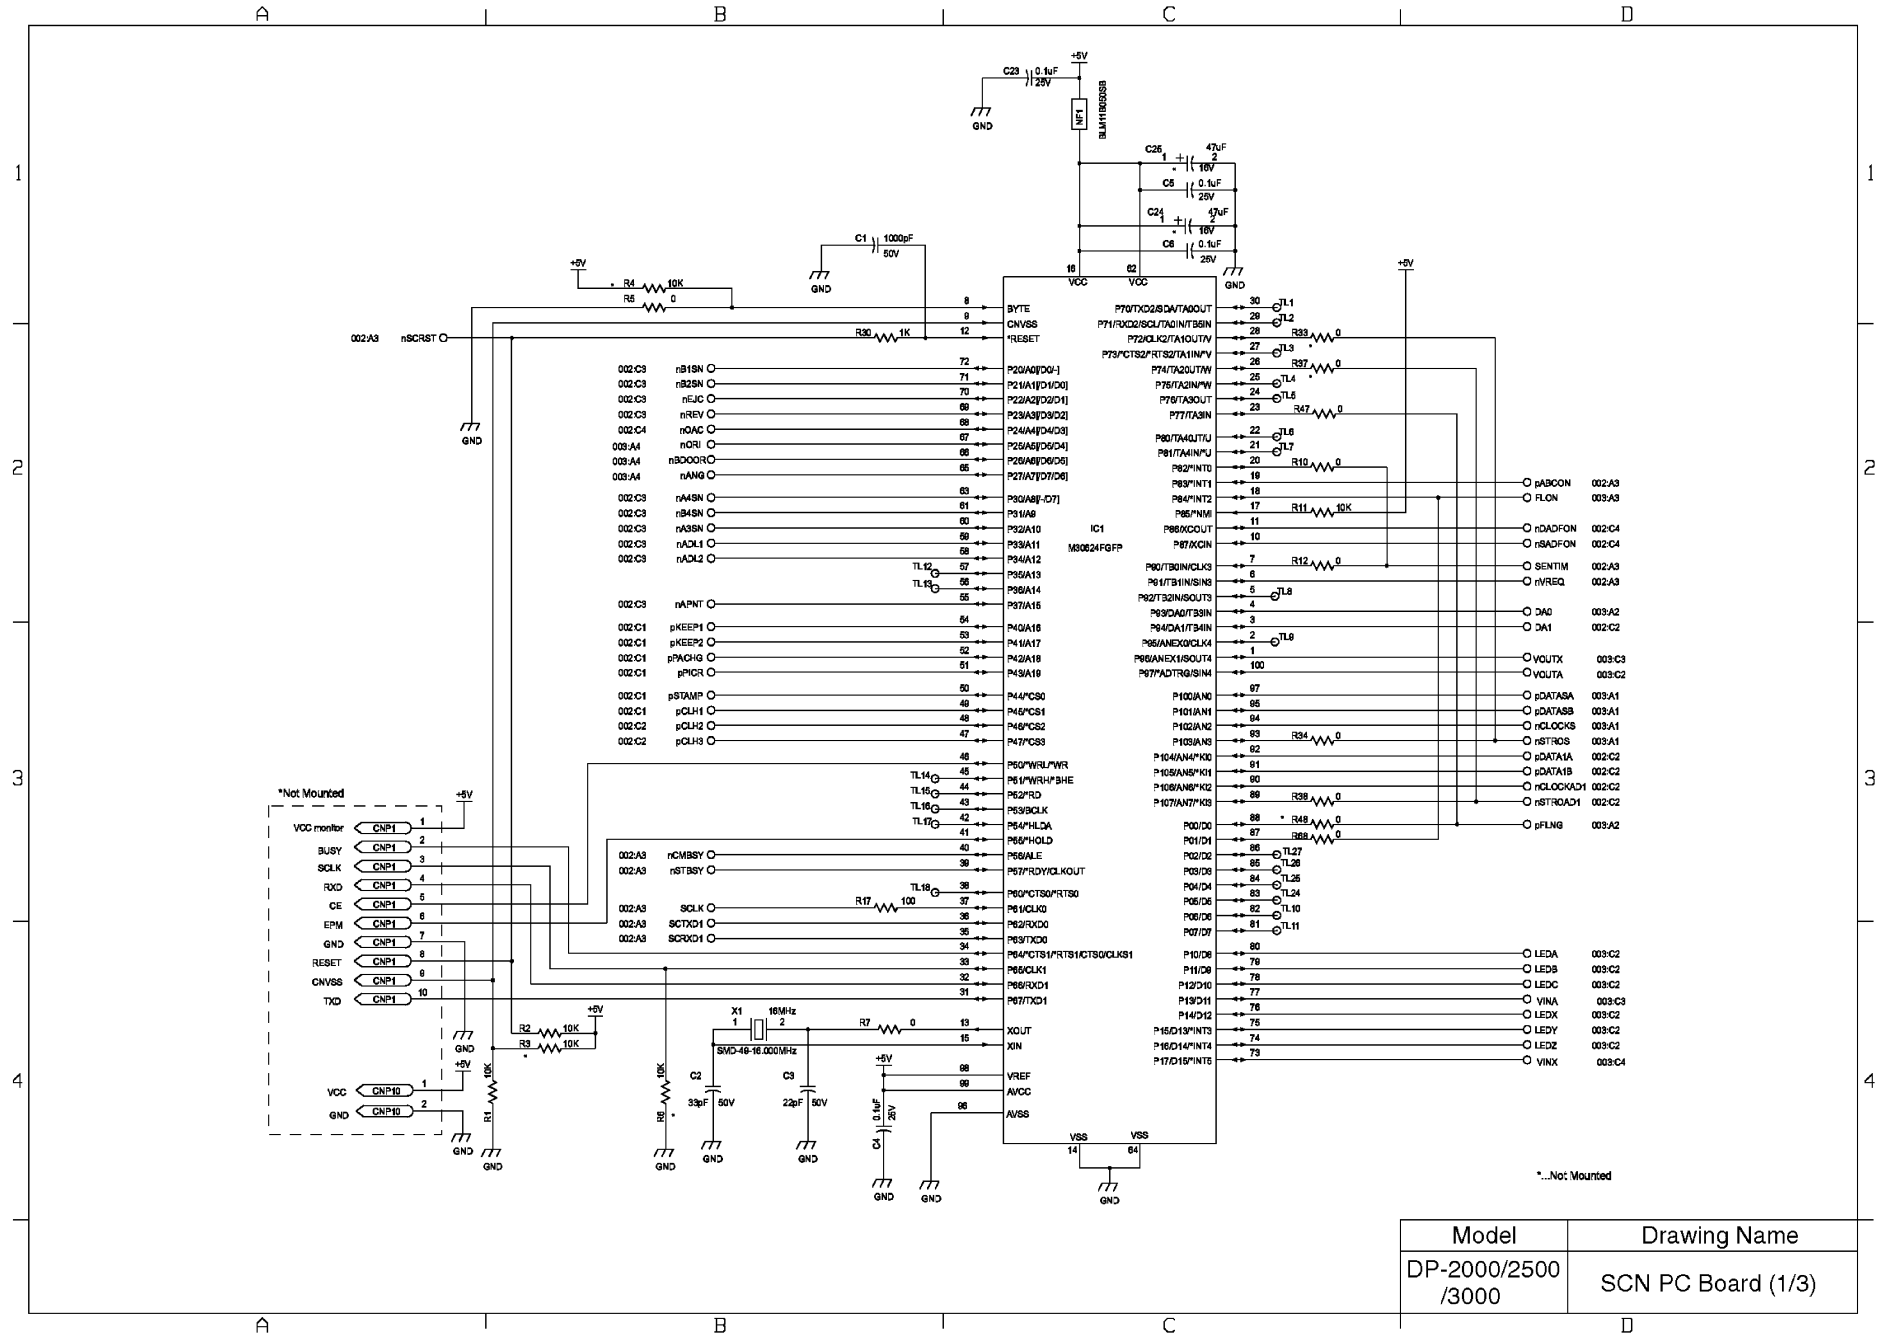 A B C D
1 1
2 2
3 3
4 4
+5V
C23 0.1uF
25V
GND
NF1
BLM11B050SB
C25 47uF
1 + 2
* 16V
C5 0.1uF
25V
C24 47uF
1 + 2
* 16V
C6 0.1uF
25V
GND
C1 1000pF
50V
GND
+5V
* R4 10K
R5 0
GND
002:A3 nSCRST
R30 1K
16 62
VCC VCC
IC1
M30624FGFP
8 BYTE
9 CNVSS
12 *RESET
002:C3 nB1SN 72 P20/A0[/D0/-]
002:C3 nB2SN 71 P21/A1[/D1/D0]
002:C3 nEJC 70 P22/A2[/D2/D1]
002:C3 nREV 69 P23/A3[/D3/D2]
002:C4 nOAC 68 P24/A4[/D4/D3]
003:A4 nORI 67 P25/A5[/D5/D4]
003:A4 nBDOOR 66 P26/A6[/D6/D5]
003:A4 nANG 65 P27/A7[/D7/D6]
002:C3 nA4SN 63 P30/A8[/-/D7]
002:C3 nB4SN 61 P31/A9
002:C3 nA3SN 60 P32/A10
002:C3 nADL1 59 P33/A11
002:C3 nADL2 58 P34/A12
TL12 57 P35/A13
TL13 56 P36/A14
002:C3 nAPNT 55 P37/A15
002:C1 pKEEP1 54 P40/A16
002:C1 pKEEP2 53 P41/A17
002:C1 pPACHG 52 P42/A18
002:C1 pPICR 51 P43/A19
002:C1 pSTAMP 50 P44/*CS0
002:C1 pCLH1 49 P45/*CS1
002:C2 pCLH2 48 P46/*CS2
002:C2 pCLH3 47 P47/*CS3
46 P50/*WRL/*WR
TL14 45 P51/*WRH/*BHE
TL15 44 P52/*RD
TL16 43 P53/BCLK
TL17 42 P54/*HLDA
41 P55/*HOLD
002:A3 nCMBSY 40 P56/ALE
002:A3 nSTBSY 39 P57/*RDY/CLKOUT
TL18 38 P60/*CTS0/*RTS0
002:A3 SCLK R17 100 37 P61/CLK0
002:A3 SCTXD1 36 P62/RXD0
002:A3 SCRXD1 35 P63/TXD0
34 P64/*CTS1/*RTS1/CTS0/CLKS1
33 P65/CLK1
32 P66/RXD1
31 P67/TXD1
13 XOUT
15 XIN
98 VREF
99 AVCC
96 AVSS
VSS VSS
14 64
GND
P70/TXD2/SDA/TA0OUT 30 TL1
P71/RXD2/SCL/TA0IN/TB5IN 29 TL2
P72/CLK2/TA1OUT/V 28 R33 0 *
P73/*CTS2/*RTS2/TA1IN/*V 27 TL3
P74/TA2OUT/W 26 R37 0 *
P75/TA2IN/*W 25 TL4
P76/TA3OUT 24 TL5
P77/TA3IN 23 R47 0
P80/TA4OUT/U 22 TL6
P81/TA4IN/*U 21 TL7
P82/*INT0 20 R10 0
P83/*INT1 19 pABCON 002:A3
P84/*INT2 18 FLON 003:A3
P85/*NMI 17 R11 10K
+5V
P86/XCOUT 11 nDADFON 002:C4
P87/XCIN 10 nSADFON 002:C4
P90/TB0IN/CLK3 7 R12 0 SENTIM 002:A3
P91/TB1IN/SIN3 6 nVREQ 002:A3
P92/TB2IN/SOUT3 5 TL8
P93/DA0/TB3IN 4 DA0 003:A2
P94/DA1/TB4IN 3 DA1 002:C2
P95/ANEX0/CLK4 2 TL9
P96/ANEX1/SOUT4 1 VOUTX 003:C3
P97/*ADTRG/SIN4 100 VOUTA 003:C2
P100/AN0 97 pDATASA 003:A1
P101/AN1 95 pDATASB 003:A1
P102/AN2 94 nCLOCKS 003:A1
P103/AN3 93 R34 0 nSTROS 003:A1
P104/AN4/*KI0 92 pDATA1A 002:C2
P105/AN5/*KI1 91 pDATA1B 002:C2
P106/AN6/*KI2 90 nCLOCKAD1 002:C2
P107/AN7/*KI3 89 R38 0 nSTROAD1 002:C2
P00/D0 88 * R48 0 pFLNG 003:A2
P01/D1 87 R68 0
P02/D2 86 TL27
P03/D3 85 TL26
P04/D4 84 TL25
P05/D5 83 TL24
P06/D6 82 TL10
P07/D7 81 TL11
P10/D8 80 LEDA 003:C2
P11/D9 79 LEDB 003:C2
P12/D10 78 LEDC 003:C2
P13/D11 77 VINA 003:C3
P14/D12 76 LEDX 003:C2
P15/D13/*INT3 75 LEDY 003:C2
P16/D14/*INT4 74 LEDZ 003:C2
P17/D15/*INT5 73 VINX 003:C4
*Not Mounted
+5V
VCC monitor CNP1 1
BUSY CNP1 2
SCLK CNP1 3
RXD CNP1 4
CE CNP1 5
EPM CNP1 6
GND CNP1 7
RESET CNP1 8
CNVSS CNP1 9
TXD CNP1 10
GND
+5V
VCC CNP10 1
GND CNP10 2
GND
+5V
R2 10K
R3 10K
*
R1 10K
GND
R6 10K
*
GND
X1 16MHz
1 2
SMD-49-16.000MHz
R7 0
C2
33pF 50V
GND
C3
22pF 50V
GND
+5V
C4 0.1uF 25V
GND
GND
*...Not Mounted
Model Drawing Name
DP-2000/2500
/3000
SCN PC Board (1/3)
A B C D